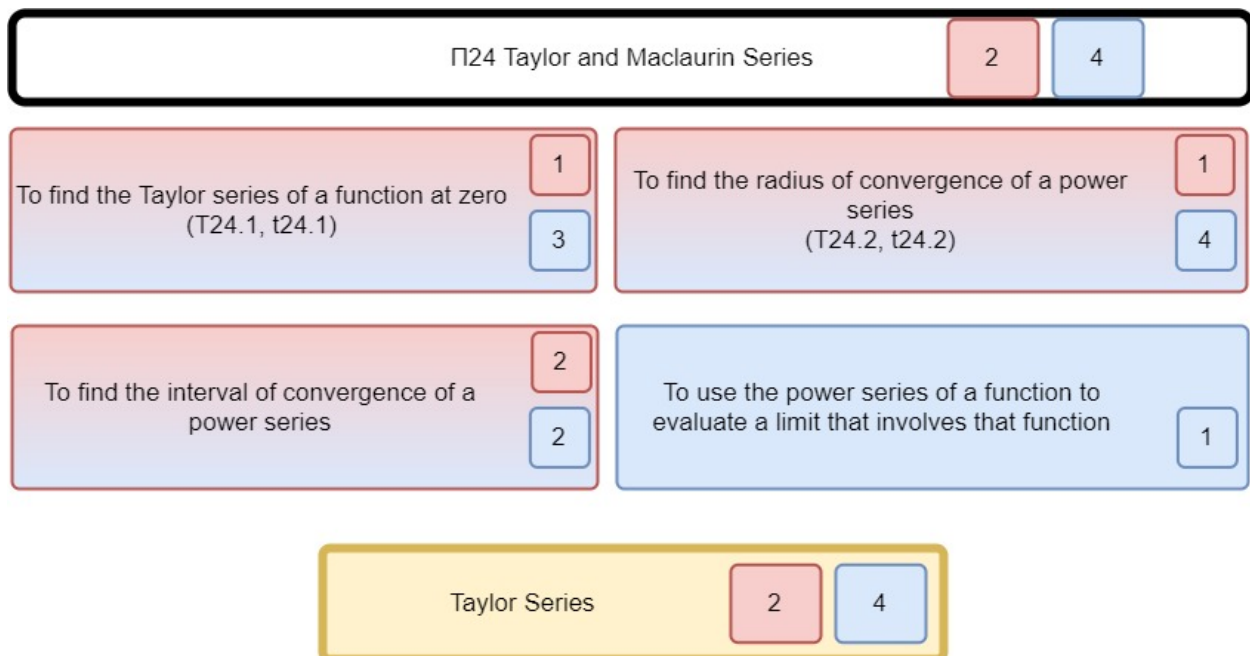 П24 Taylor and Maclaurin Series 2 4
To find the Taylor series of a function at zero
(T24.1, t24.1)
1
3
To find the radius of convergence of a power
series
(T24.2, t24.2)
1
4
To find the interval of convergence of a
power series
2
2
To use the power series of a function to
evaluate a limit that involves that function
1
Taylor Series 2 4